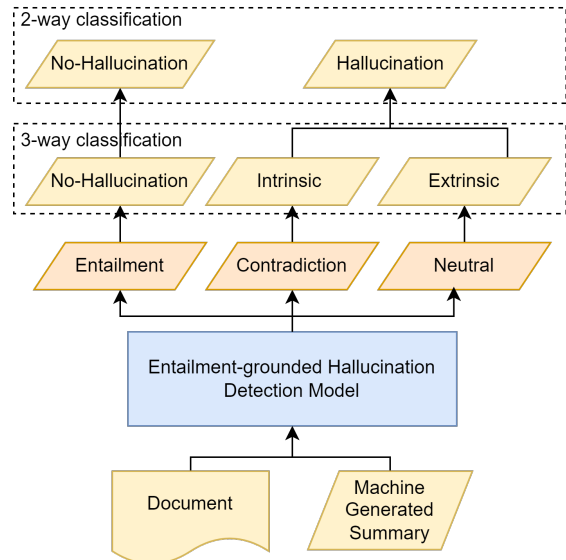 2-way classification
No-Hallucination
Hallucination
3-way classification
No-Hallucination
Intrinsic
Extrinsic
Entailment
Contradiction
Neutral
Entailment-grounded Hallucination
Detection Model
Document
Machine
Generated
Summary